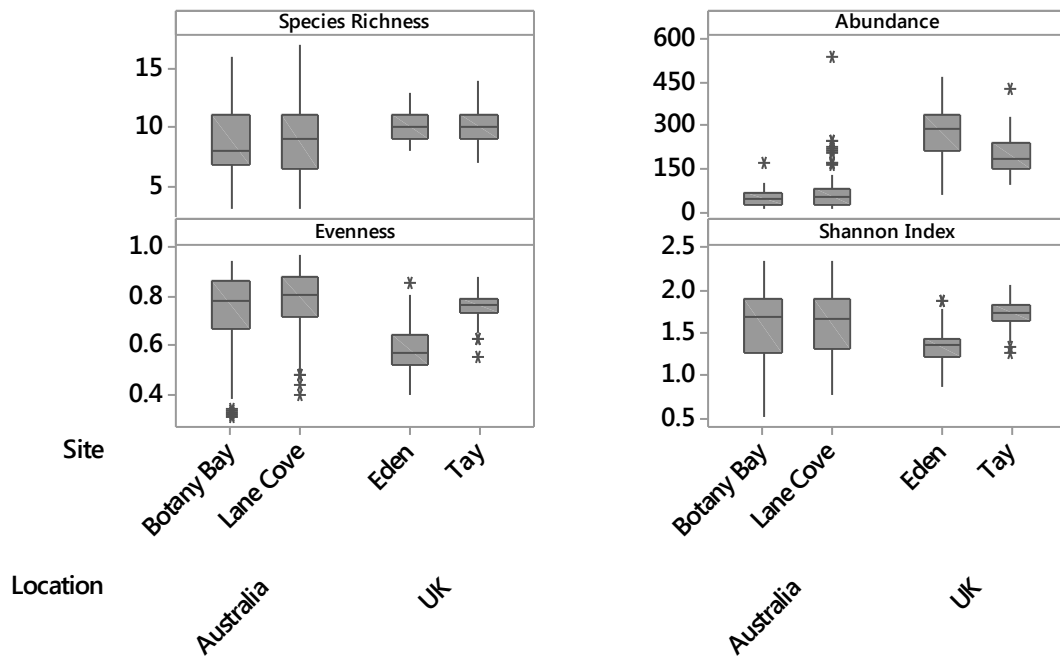 Species Richness
15
10
5
Abundance
600
450
300
150
0
Evenness
1.0
0.8
0.6
0.4
Shannon Index
2.5
2.0
1.5
1.0
0.5
Site
Botany Bay
Lane Cove
Eden
Tay
Botany Bay
Lane Cove
Eden
Tay
Location
Australia
UK
Australia
UK